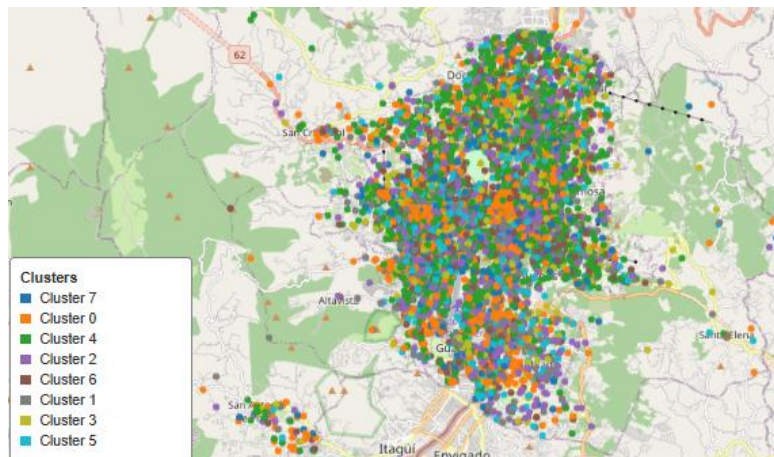 62
San Cristóbal
Altavista
Santa Elena
Itagüí
Envigado
Clusters
Cluster 7
Cluster 0
Cluster 4
Cluster 2
Cluster 6
Cluster 1
Cluster 3
Cluster 5